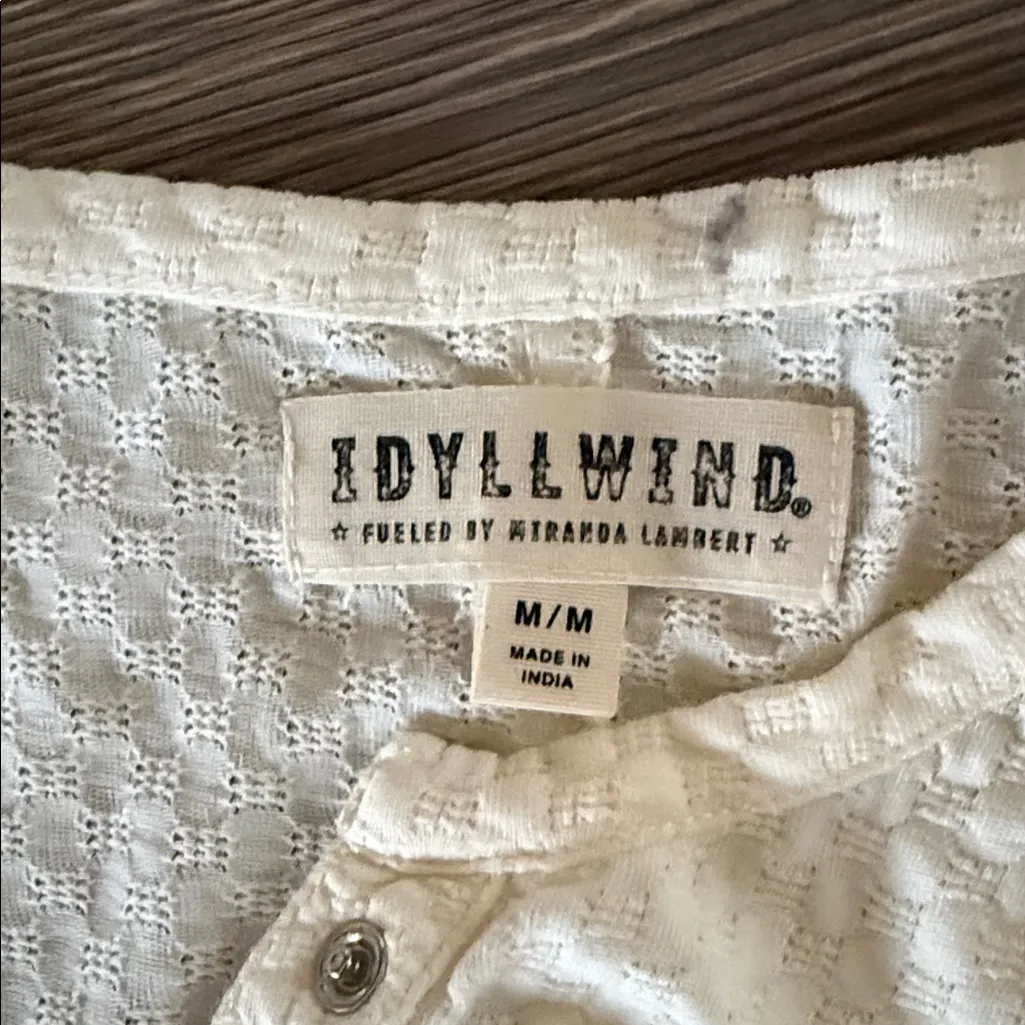 IDYLLWIND®
☆ FUELED BY MIRANDA LAMBERT ☆
M/M
MADE IN
INDIA